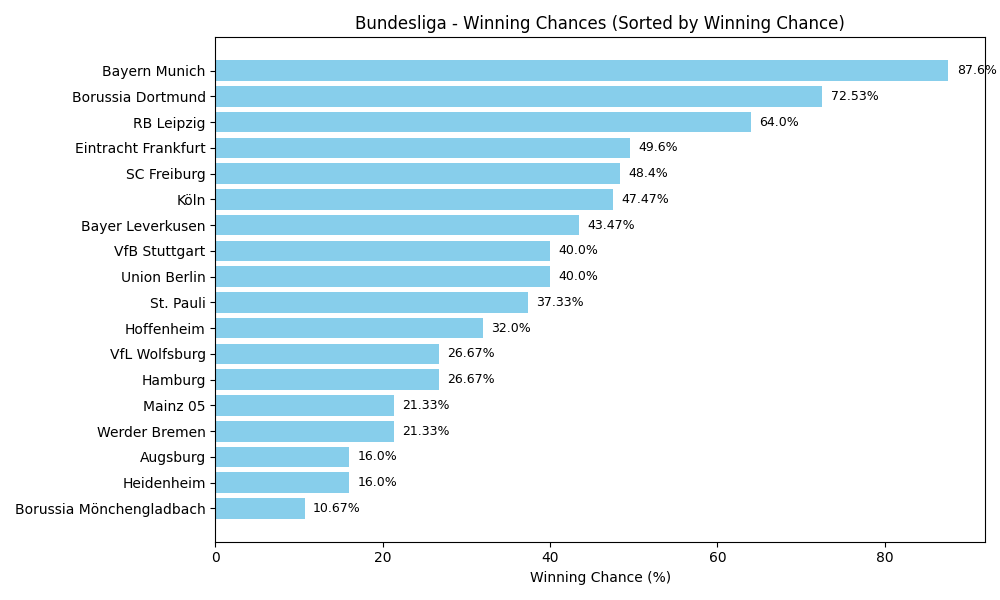 Bundesliga - Winning Chances (Sorted by Winning Chance)
Bayern Munich 87.6%
Borussia Dortmund 72.53%
RB Leipzig 64.0%
Eintracht Frankfurt 49.6%
SC Freiburg 48.4%
Köln 47.47%
Bayer Leverkusen 43.47%
VfB Stuttgart 40.0%
Union Berlin 40.0%
St. Pauli 37.33%
Hoffenheim 32.0%
VfL Wolfsburg 26.67%
Hamburg 26.67%
Mainz 05 21.33%
Werder Bremen 21.33%
Augsburg 16.0%
Heidenheim 16.0%
Borussia Mönchengladbach 10.67%
0 20 40 60 80
Winning Chance (%)